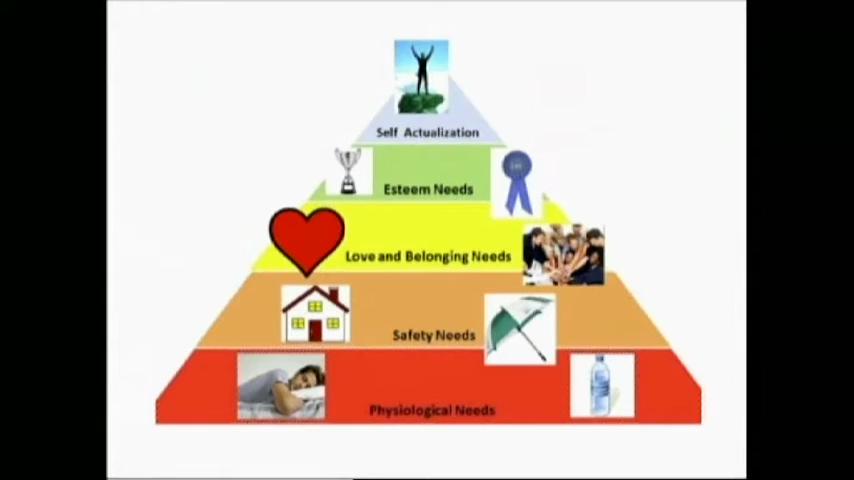 Self Actualization
Esteem Needs
Love and Belonging Needs
Safety Needs
Physiological Needs